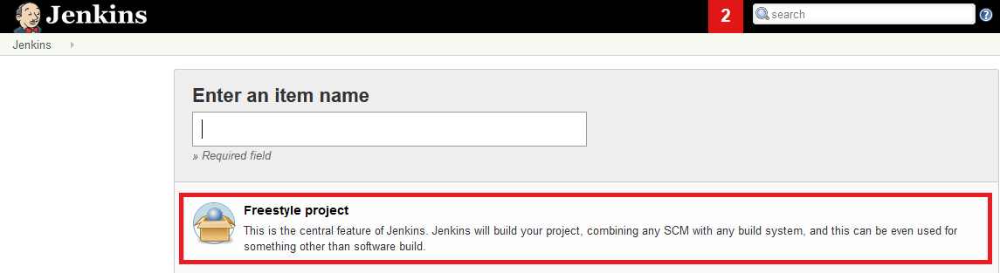 Jenkins
2
search
?
Jenkins
Enter an item name
» Required field
Freestyle project
This is the central feature of Jenkins. Jenkins will build your project, combining any SCM with any build system, and this can be even used for
something other than software build.